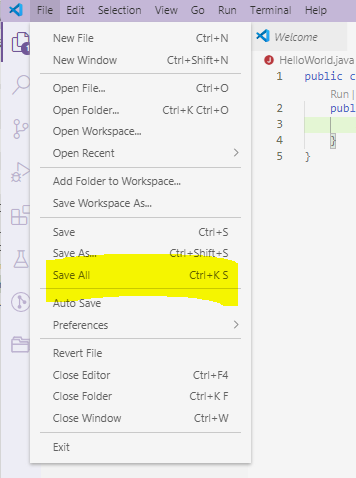 File Edit Selection View Go Run Terminal Help
Welcome
HelloWorld.java
New File Ctrl+N
New Window Ctrl+Shift+N
Open File... Ctrl+O
Open Folder... Ctrl+K Ctrl+O
Open Workspace...
Open Recent
Add Folder to Workspace...
Save Workspace As...
Save Ctrl+S
Save As... Ctrl+Shift+S
Save All Ctrl+K S
Auto Save
Preferences
Revert File
Close Editor Ctrl+F4
Close Folder Ctrl+K F
Close Window Ctrl+W
Exit
1 public c
Run |
2 publ
3
4 }
5 }